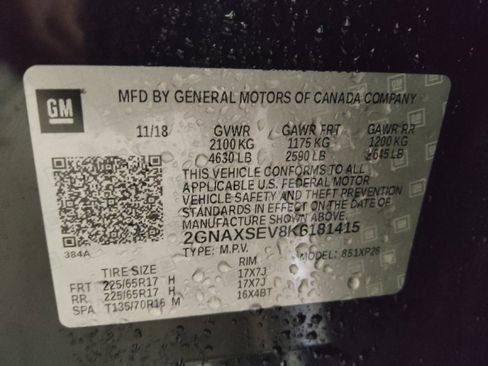 GM
MFD BY GENERAL MOTORS OF CANADA COMPANY
11/18 GVWR GAWR FRT GAWR RR
2100 KG 1175 KG 1200 KG
4630 LB 2590 LB 2645 LB
THIS VEHICLE CONFORMS TO ALL
APPLICABLE U.S. FEDERAL MOTOR
VEHICLE SAFETY AND THEFT PREVENTION
STANDARDS IN EFFECT ON THE DATE OF
MANUFACTURE SHOWN ABOVE.
2GNAXSEV8K6181415
384A TYPE: M.P.V. MODEL: 851XP26
TIRE SIZE RIM
FRT 225/65R17 H 17X7J
RR 225/65R17 H 17X7J
SPA T135/70R16 M 16X4BT